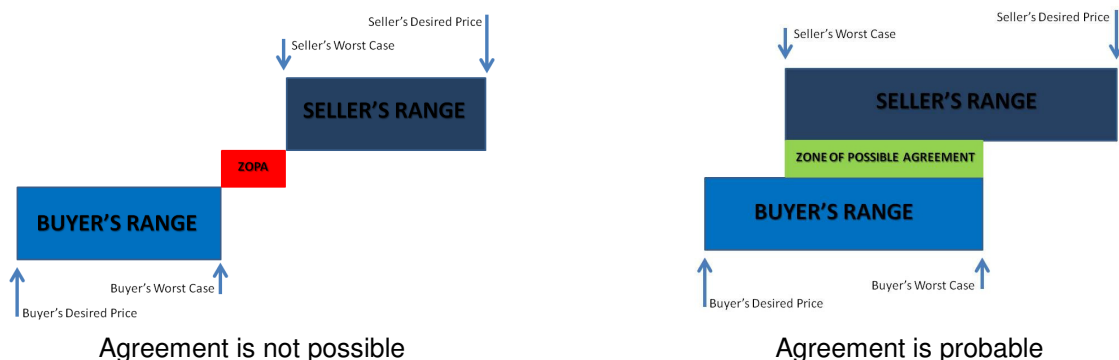 Seller's Desired Price
Seller's Worst Case
SELLER'S RANGE
ZOPA
BUYER'S RANGE
Buyer's Worst Case
Buyer's Desired Price
Agreement is not possible
Seller's Desired Price
Seller's Worst Case
SELLER'S RANGE
ZONE OF POSSIBLE AGREEMENT
BUYER'S RANGE
Buyer's Worst Case
Buyer's Desired Price
Agreement is probable